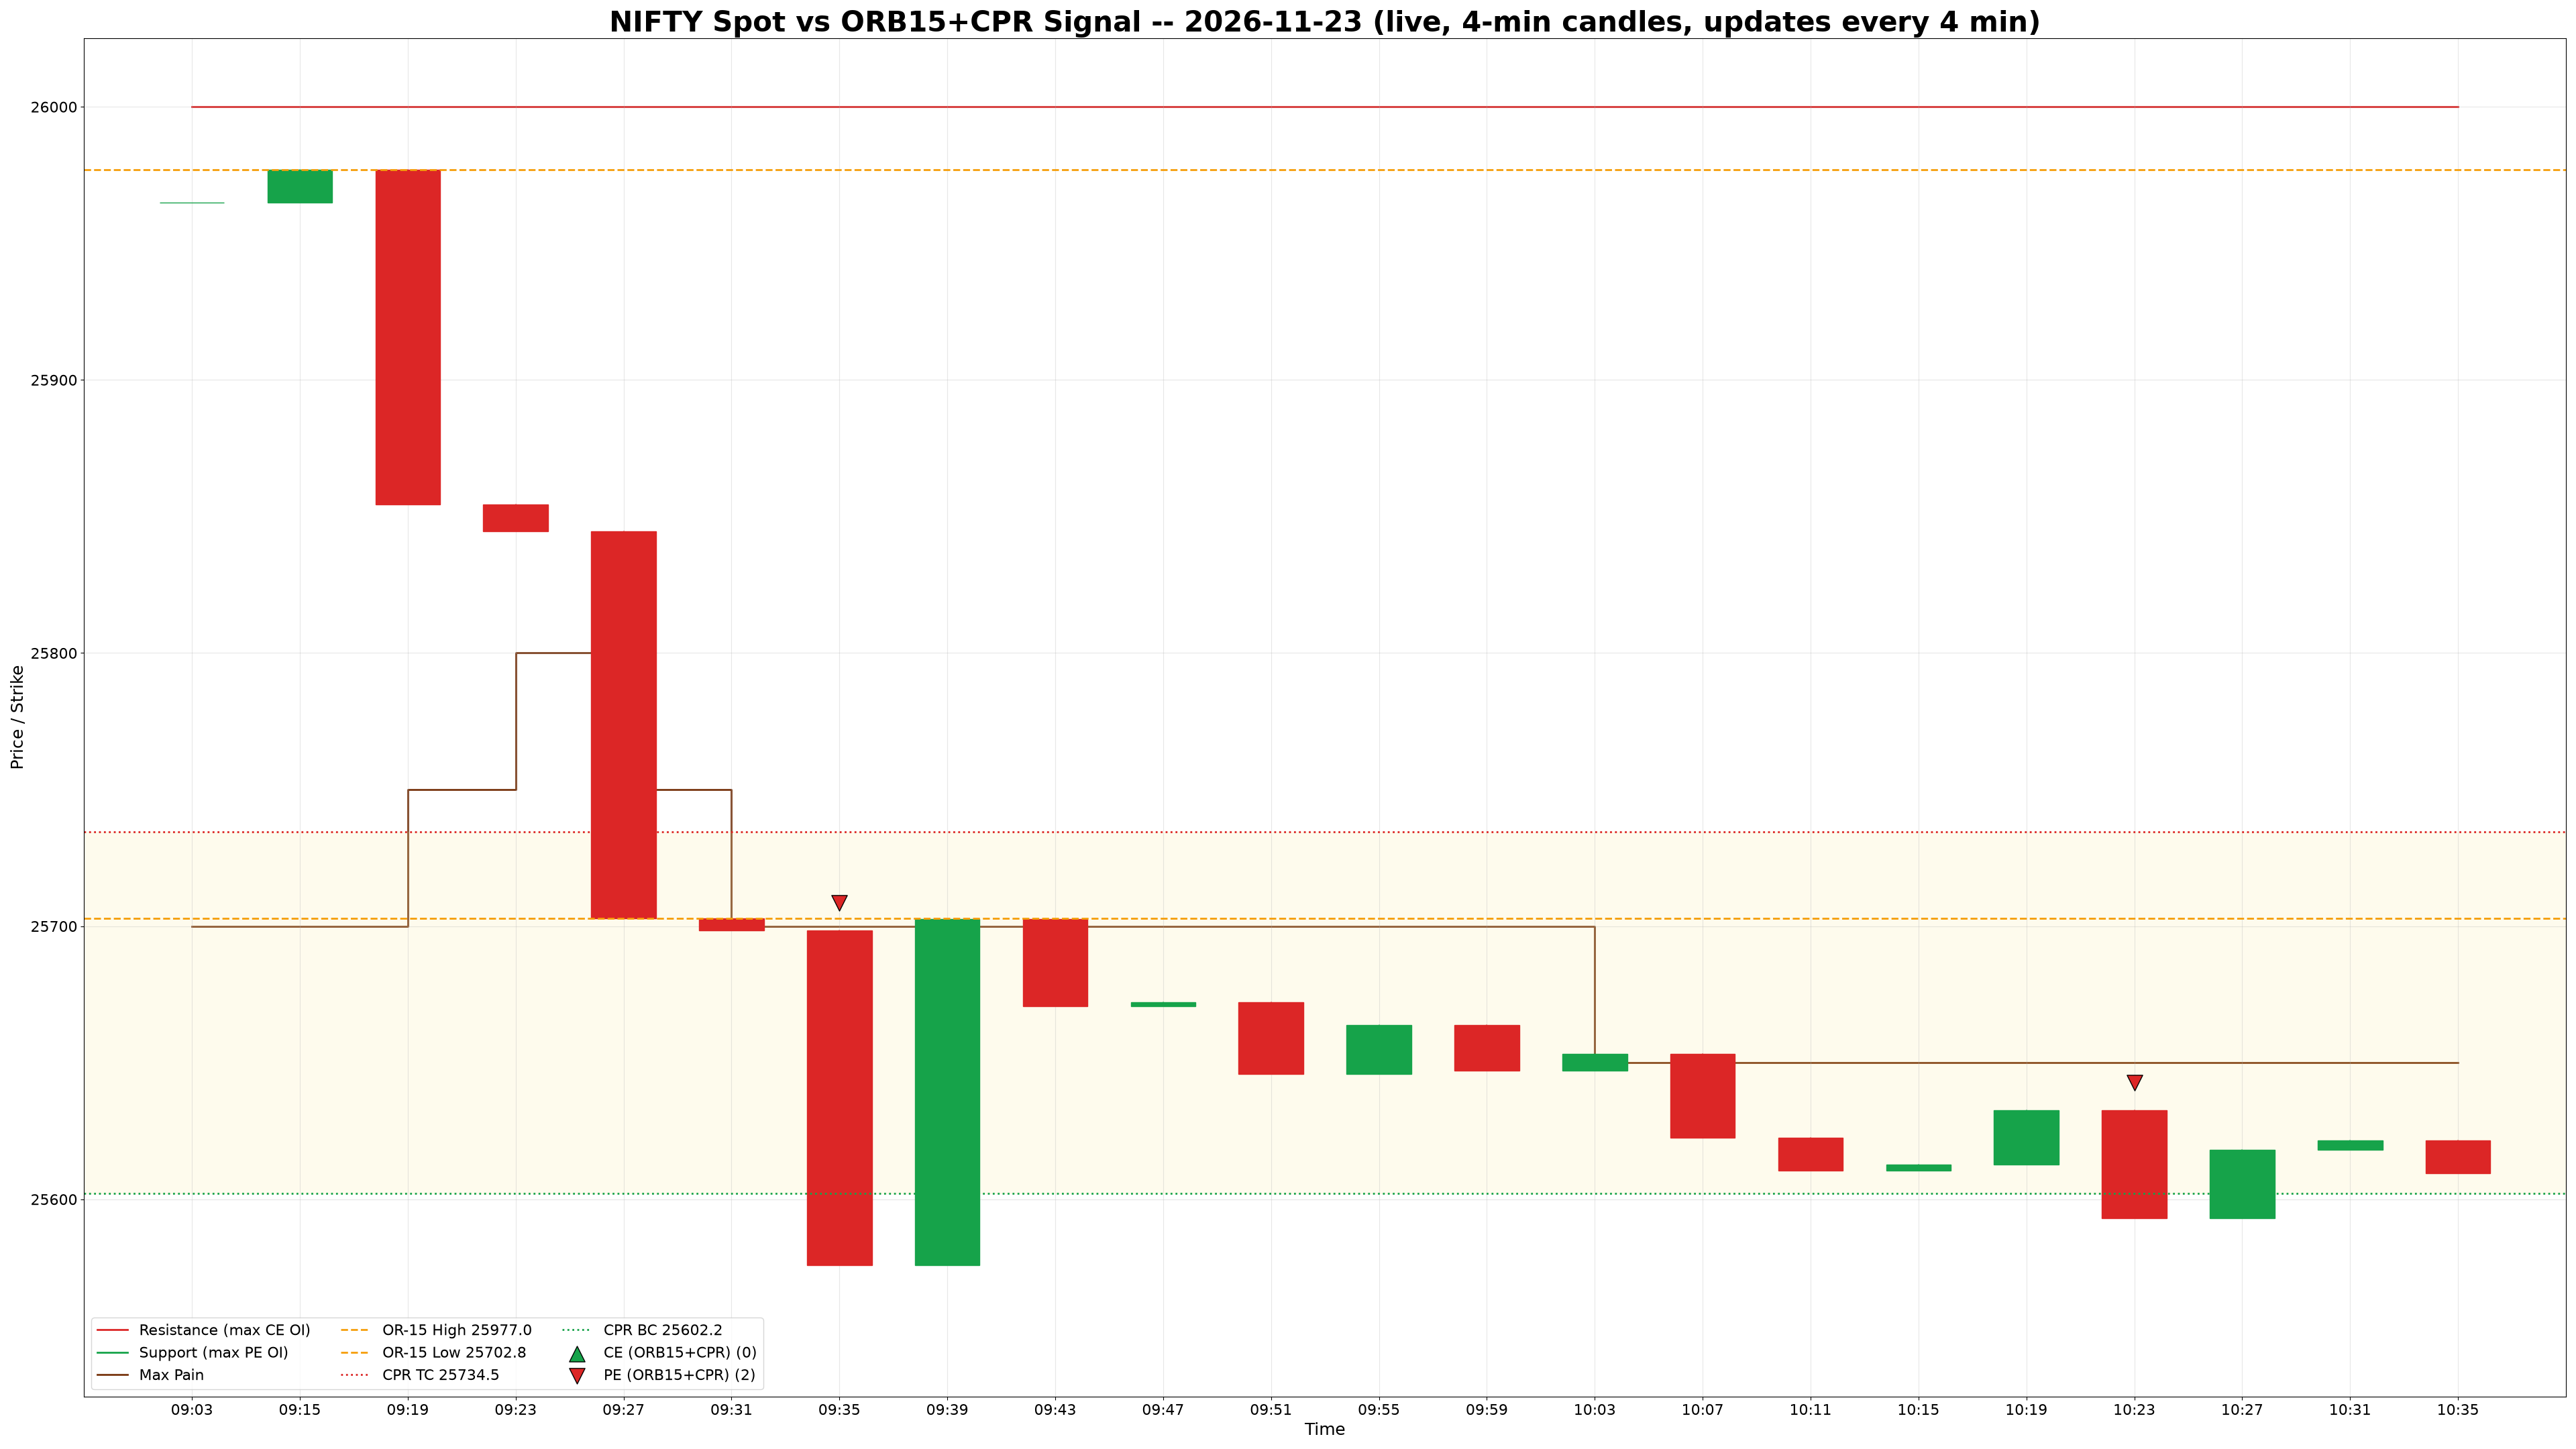 NIFTY Spot vs ORB15+CPR Signal -- 2026-11-23 (live, 4-min candles, updates every 4 min)
Price / Strike
26000
25900
25800
25700
25600
Resistance (max CE OI)
Support (max PE OI)
Max Pain
OR-15 High 25977.0
OR-15 Low 25702.8
CPR TC 25734.5
CPR BC 25602.2
CE (ORB15+CPR) (0)
PE (ORB15+CPR) (2)
09:03 09:15 09:19 09:23 09:27 09:31 09:35 09:39 09:43 09:47 09:51 09:55 09:59 10:03 10:07 10:11 10:15 10:19 10:23 10:27 10:31 10:35
Time